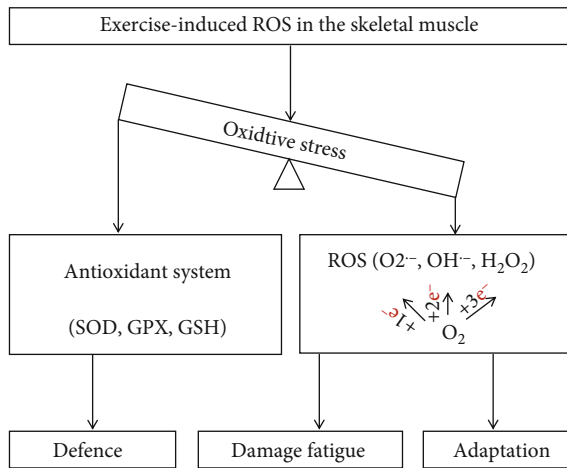 Exercise-induced ROS in the skeletal muscle
Oxidtive stress
Antioxidant system
(SOD, GPX, GSH)
ROS (O2·−, OH·−, H₂O₂)
+1e⁻
+2e⁻
+3e⁻
O₂
Defence
Damage fatigue
Adaptation